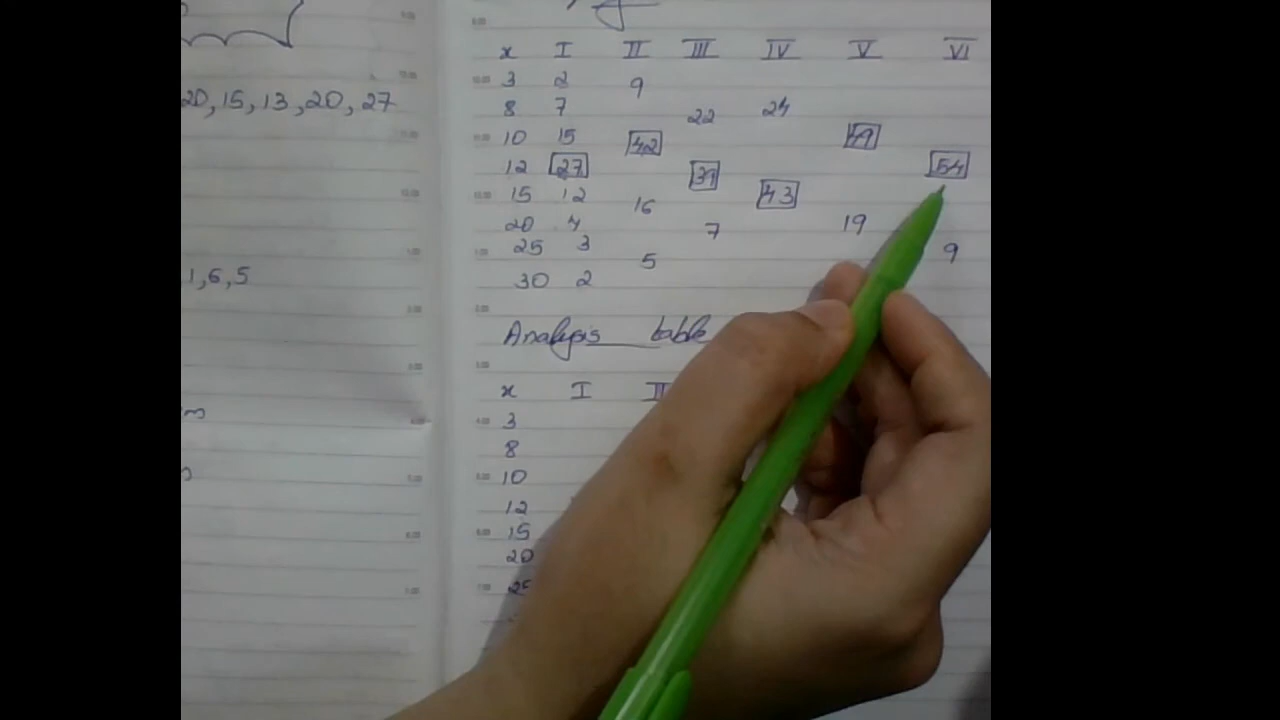 20, 15, 13, 20, 27
1, 6, 5
x I II III IV V VI
3 2 9
8 7 22 24
10 15 42 49
12 27 39 54
15 12 16 43
20 4 7 19
25 3 5 9
30 2
Analysis table
x I II
3
8
10
12
15
20
25